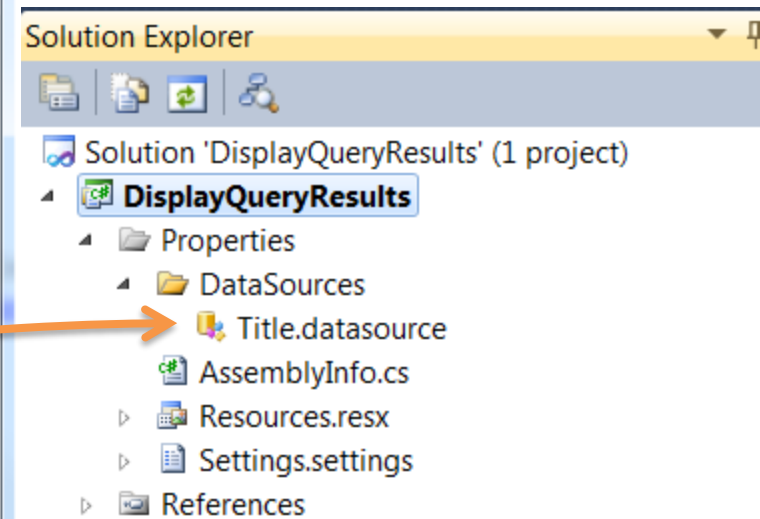 Solution Explorer
Solution 'DisplayQueryResults' (1 project)
DisplayQueryResults
Properties
DataSources
Title.datasource
AssemblyInfo.cs
Resources.resx
Settings.settings
References